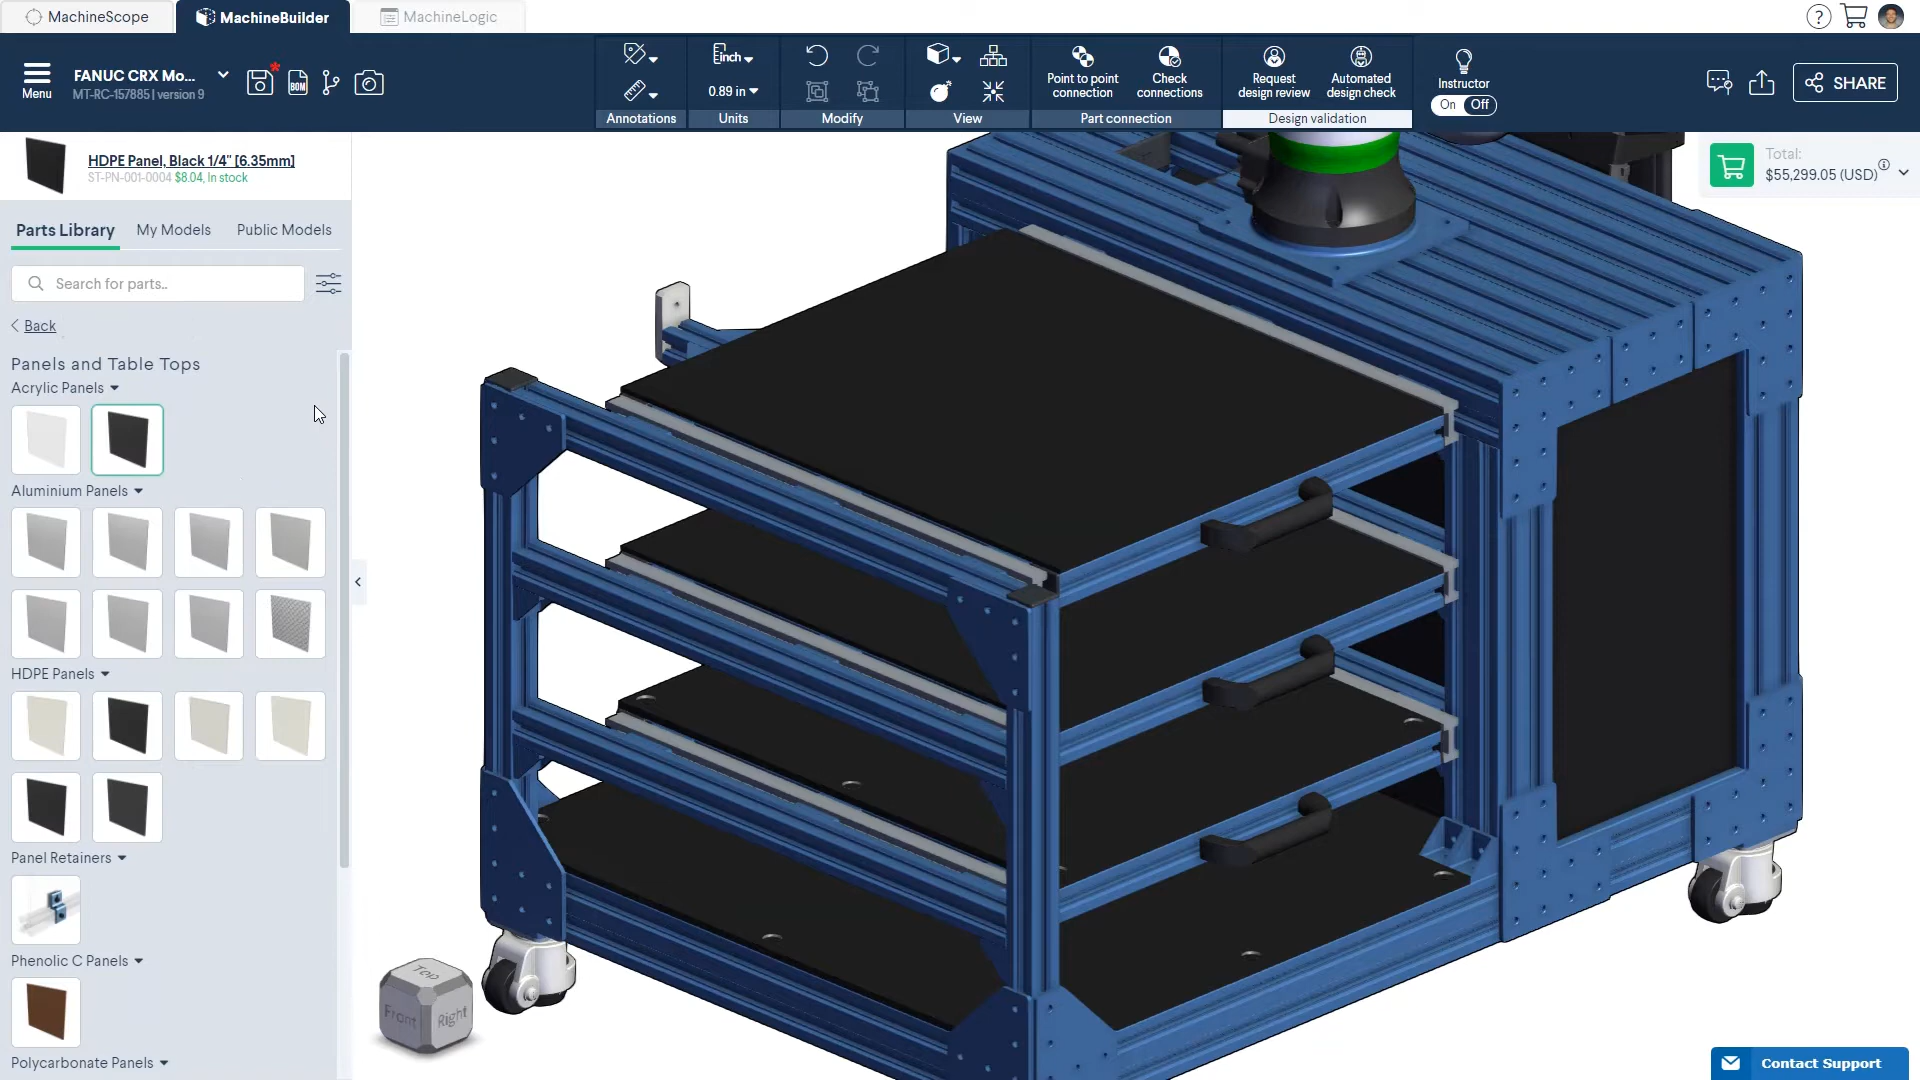 MachineScope
MachineBuilder
MachineLogic
Menu
FANUC CRX Mo...
MT-RC-157885 | version 9
BOM
Annotations
Inch
0.89 in
Units
Modify
View
Point to point
connection
Check
connections
Part connection
Request
design review
Automated
design check
Design validation
Instructor
On Off
SHARE
HDPE Panel, Black 1/4" [6.35mm]
ST-PN-001-0004 $8.04, In stock
Total:
$55,299.05 (USD)
Parts Library My Models Public Models
Search for parts..
Back
Panels and Table Tops
Acrylic Panels
Aluminium Panels
HDPE Panels
Panel Retainers
Phenolic C Panels
Polycarbonate Panels
Top
Front
Right
Contact Support